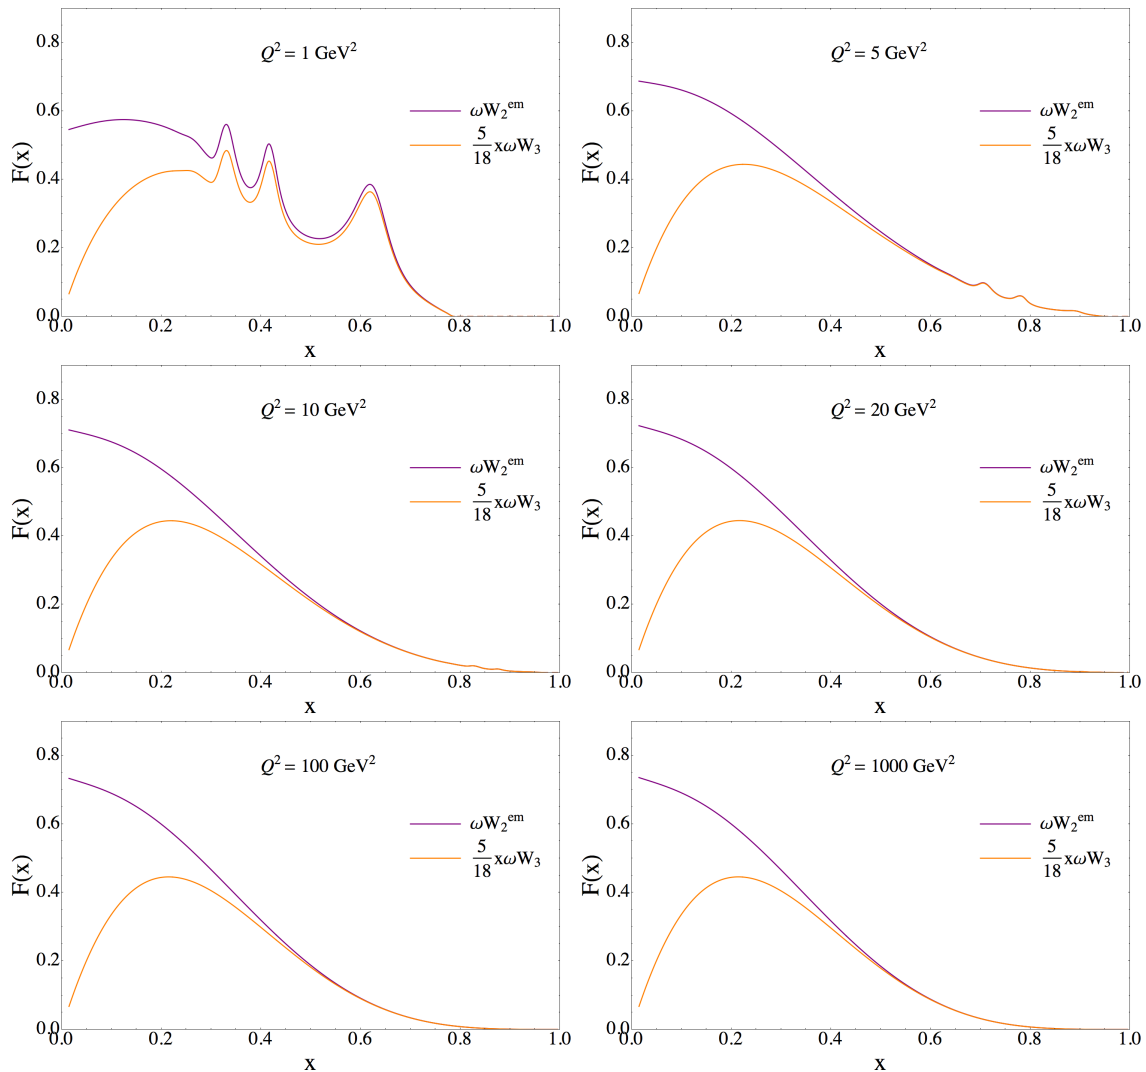 Q² = 1 GeV²
ωW₂ᵉᵐ
5/18 xωW₃
F(x)
0.8
0.6
0.4
0.2
0.0
0.0 0.2 0.4 0.6 0.8 1.0
x
Q² = 5 GeV²
ωW₂ᵉᵐ
5/18 xωW₃
F(x)
0.8
0.6
0.4
0.2
0.0
0.0 0.2 0.4 0.6 0.8 1.0
x
Q² = 10 GeV²
ωW₂ᵉᵐ
5/18 xωW₃
F(x)
0.8
0.6
0.4
0.2
0.0
0.0 0.2 0.4 0.6 0.8 1.0
x
Q² = 20 GeV²
ωW₂ᵉᵐ
5/18 xωW₃
F(x)
0.8
0.6
0.4
0.2
0.0
0.0 0.2 0.4 0.6 0.8 1.0
x
Q² = 100 GeV²
ωW₂ᵉᵐ
5/18 xωW₃
F(x)
0.8
0.6
0.4
0.2
0.0
0.0 0.2 0.4 0.6 0.8 1.0
x
Q² = 1000 GeV²
ωW₂ᵉᵐ
5/18 xωW₃
F(x)
0.8
0.6
0.4
0.2
0.0
0.0 0.2 0.4 0.6 0.8 1.0
x